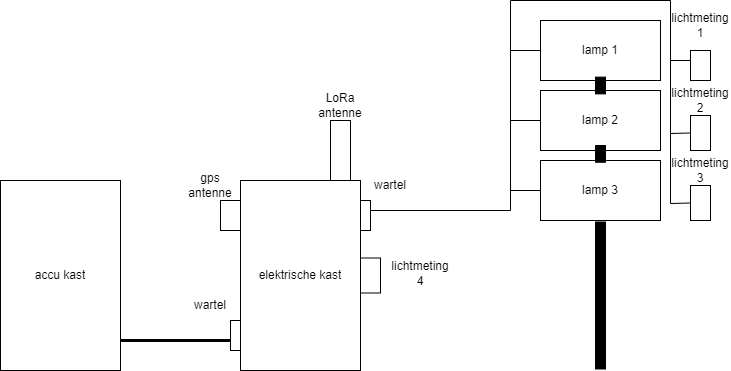 lichtmeting
1
lamp 1
lichtmeting
2
LoRa
antenne
lamp 2
lichtmeting
3
gps
antenne
wartel
lamp 3
accu kast
elektrische kast
lichtmeting
4
wartel